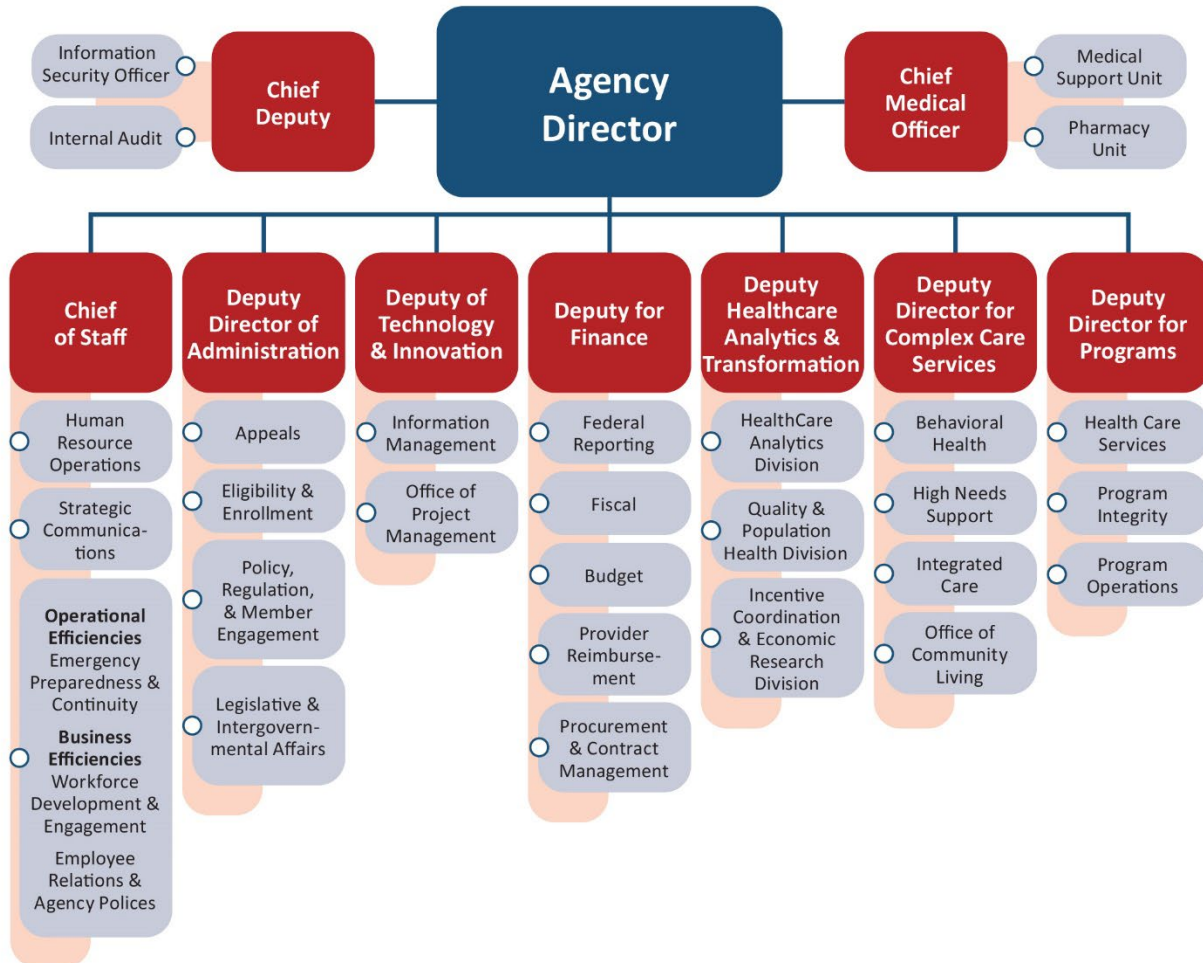 Information
Security Officer
Internal Audit
Chief
Deputy
Agency
Director
Chief
Medical
Officer
Medical
Support Unit
Pharmacy
Unit
Chief
of Staff
Human
Resource
Operations
Strategic
Communica-
tions
Operational
Efficiencies
Emergency
Preparedness &
Continuity
Business
Efficiencies
Workforce
Development &
Engagement
Employee
Relations &
Agency Polices
Deputy
Director of
Administration
Appeals
Eligibility &
Enrollment
Policy,
Regulation,
& Member
Engagement
Legislative &
Intergovern-
mental Affairs
Deputy of
Technology
& Innovation
Information
Management
Office of
Project
Management
Deputy for
Finance
Federal
Reporting
Fiscal
Budget
Provider
Reimburse-
ment
Procurement
& Contract
Management
Deputy
Healthcare
Analytics &
Transformation
HealthCare
Analytics
Division
Quality &
Population
Health Division
Incentive
Coordination
& Economic
Research
Division
Deputy
Director for
Complex Care
Services
Behavioral
Health
High Needs
Support
Integrated
Care
Office of
Community
Living
Deputy
Director for
Programs
Health Care
Services
Program
Integrity
Program
Operations